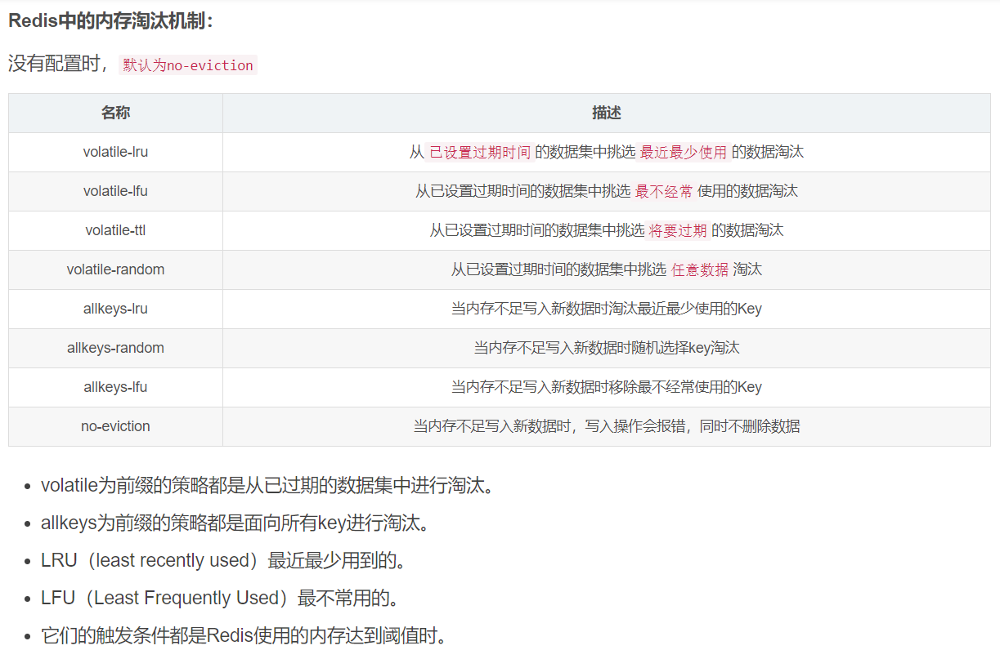 Redis中的内存淘汰机制：
没有配置时，默认为no-eviction
名称 描述
volatile-lru 从 已设置过期时间 的数据集中挑选 最近最少使用 的数据淘汰
volatile-lfu 从已设置过期时间的数据集中挑选 最不经常 使用的数据淘汰
volatile-ttl 从已设置过期时间的数据集中挑选 将要过期 的数据淘汰
volatile-random 从已设置过期时间的数据集中挑选 任意数据 淘汰
allkeys-lru 当内存不足写入新数据时淘汰最近最少使用的Key
allkeys-random 当内存不足写入新数据时随机选择key淘汰
allkeys-lfu 当内存不足写入新数据时移除最不经常使用的Key
no-eviction 当内存不足写入新数据时，写入操作会报错，同时不删除数据
• volatile为前缀的策略都是从已过期的数据集中进行淘汰。
• allkeys为前缀的策略都是面向所有key进行淘汰。
• LRU（least recently used）最近最少用到的。
• LFU（Least Frequently Used）最不常用的。
• 它们的触发条件都是Redis使用的内存达到阈值时。